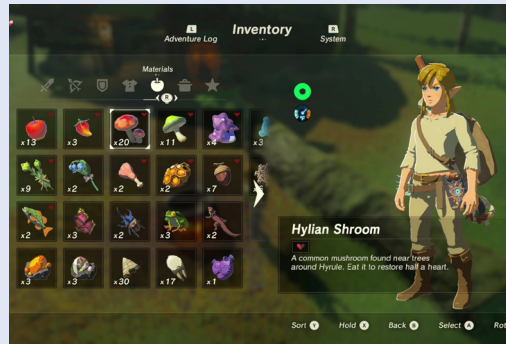 L
Adventure Log
Inventory
R
System
Materials
R
x13
x3
x20
x11
x4
x3
x9
x2
x2
x2
x7
x2
x3
x2
x3
x2
x3
x3
x30
x17
x1
Hylian Shroom
A common mushroom found near trees
around Hyrule. Eat it to restore half a heart.
Sort Y Hold X Back B Select A Rot